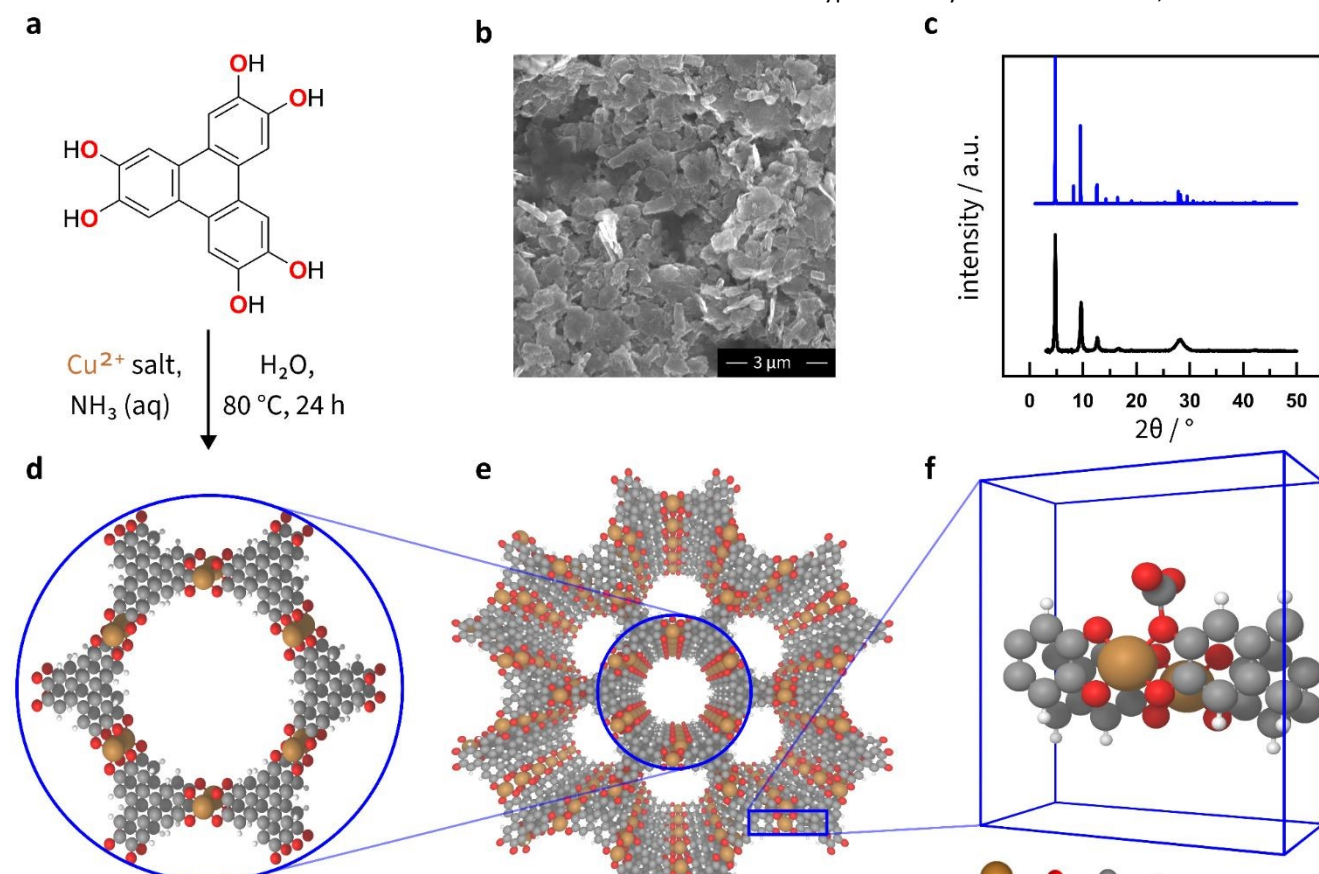 a
b
c
OH
OH
HO
HO
OH
OH
Cu²⁺ salt,
H₂O,
NH₃ (aq)
80 °C, 24 h
3 µm
intensity / a.u.
0 10 20 30 40 50
2θ / °
d
e
f